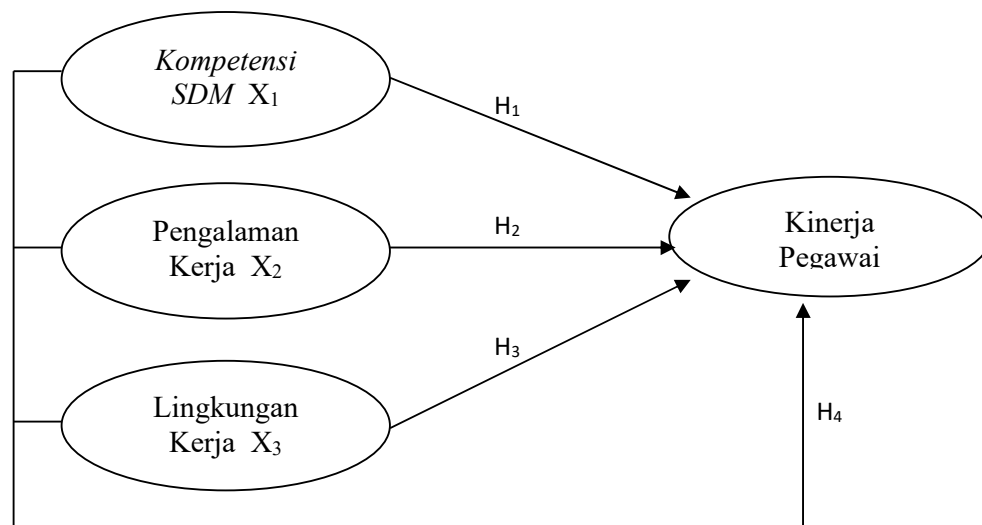 Kompetensi
SDM X₁
H₁
Pengalaman
Kerja X₂
H₂
Kinerja
Pegawai
Lingkungan
Kerja X₃
H₃
H₄